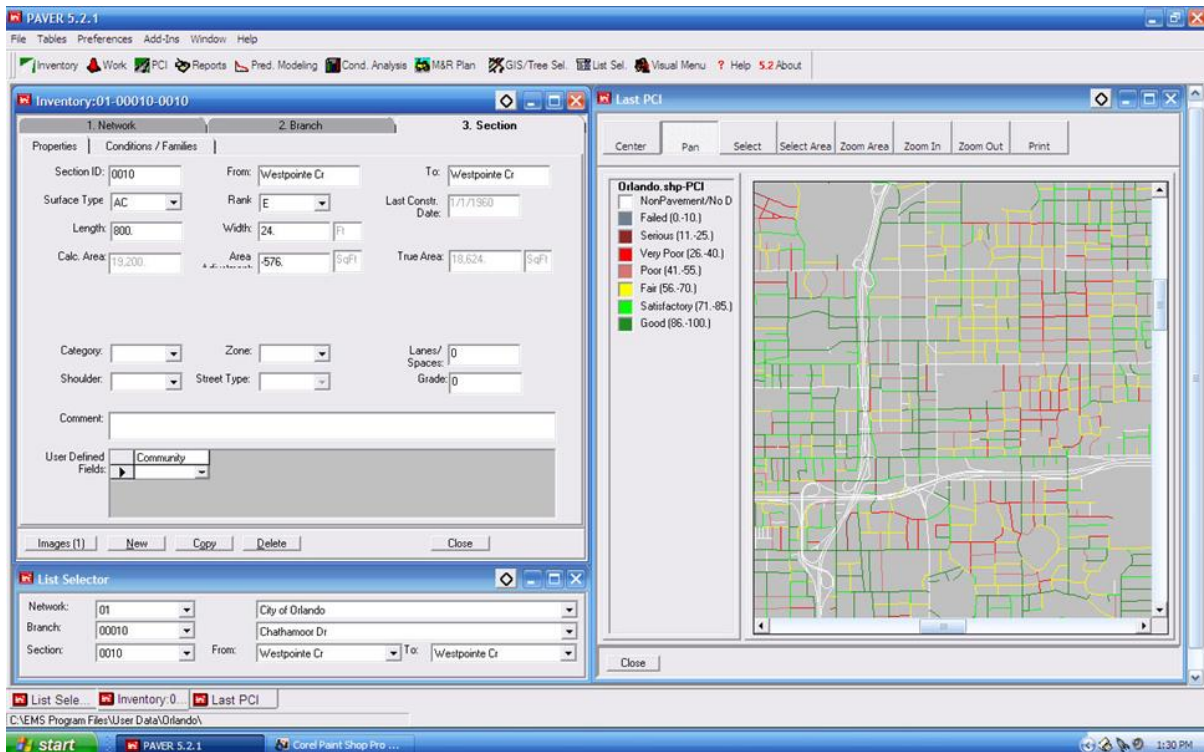 PAVER 5.2.1
File Tables Preferences Add-Ins Window Help
Inventory Work PCI Reports Pred. Modeling Cond. Analysis M&R Plan GIS/Tree Sel. List Sel. Visual Menu ? Help 5.2 About
Inventory:01-00010-0010
1. Network 2. Branch 3. Section
Properties Conditions / Families
Section ID: 0010 From: Westpointe Cr To: Westpointe Cr
Surface Type AC Rank E Last Constr. Date: 1/1/1960
Length: 800. Width: 24. Ft
Calc. Area: 19,200. Area -576. SqFt True Area: 18,624. SqFt
Category: Zone: Lanes/ Spaces: 0
Shoulder: Street Type: Grade: 0
Comment:
User Defined Fields: Community
Images (1) New Copy Delete Close
List Selector
Network: 01 City of Orlando
Branch: 00010 Chathamoor Dr
Section: 0010 From: Westpointe Cr To: Westpointe Cr
Last PCI
Center Pan Select Select Area Zoom Area Zoom In Zoom Out Print
Orlando.shp-PCI
NonPavement/No D
Failed (0.-10.)
Serious (11.-25.)
Very Poor (26.-40.)
Poor (41.-55.)
Fair (56.-70.)
Satisfactory (71.-85.)
Good (86.-100.)
Close
List Sele... Inventory:0... Last PCI
C:\EMS Program Files\User Data\Orlando\
start PAVER 5.2.1 Corel Paint Shop Pro ... 1:30 PM